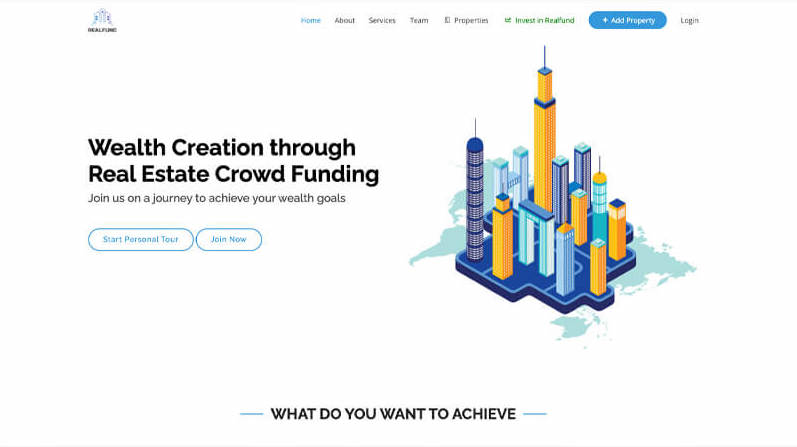 REALFUND
Home About Services Team Properties Invest in Realfund + Add Property Login
Wealth Creation through
Real Estate Crowd Funding
Join us on a journey to achieve your wealth goals
Start Personal Tour Join Now
WHAT DO YOU WANT TO ACHIEVE